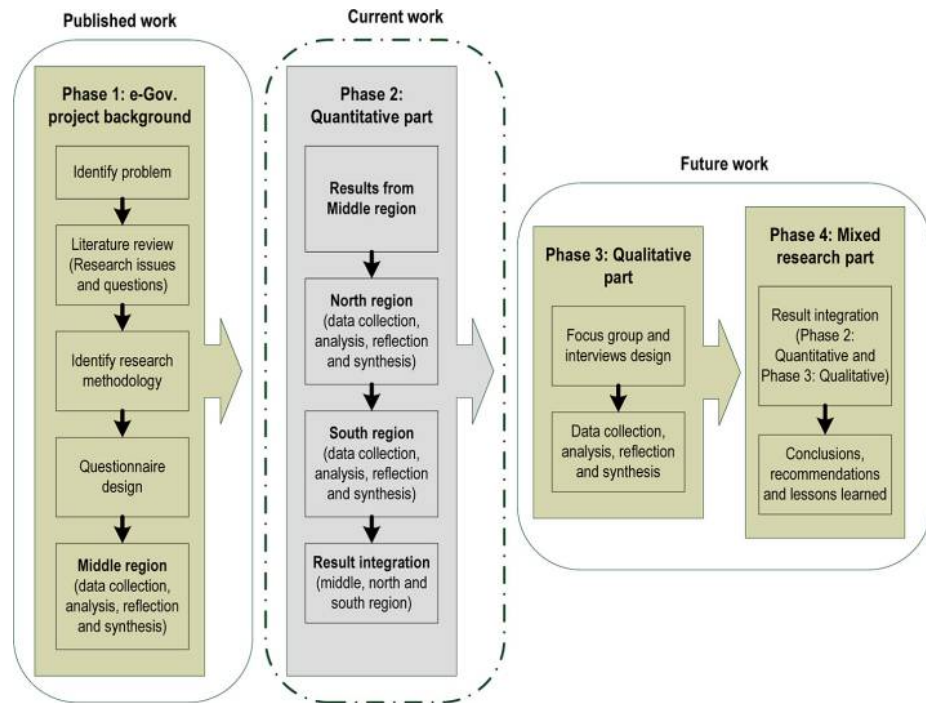 Published work
Phase 1: e-Gov.
project background
Identify problem
Literature review
(Research issues
and questions)
Identify research
methodology
Questionnaire
design
Middle region
(data collection,
analysis, reflection
and synthesis)
Current work
Phase 2:
Quantitative part
Results from
Middle region
North region
(data collection,
analysis, reflection
and synthesis)
South region
(data collection,
analysis, reflection
and synthesis)
Result integration
(middle, north and
south region)
Future work
Phase 3: Qualitative
part
Focus group and
interviews design
Data collection,
analysis, reflection
and synthesis
Phase 4: Mixed
research part
Result integration
(Phase 2:
Quantitative and
Phase 3: Qualitative)
Conclusions,
recommendations
and lessons learned